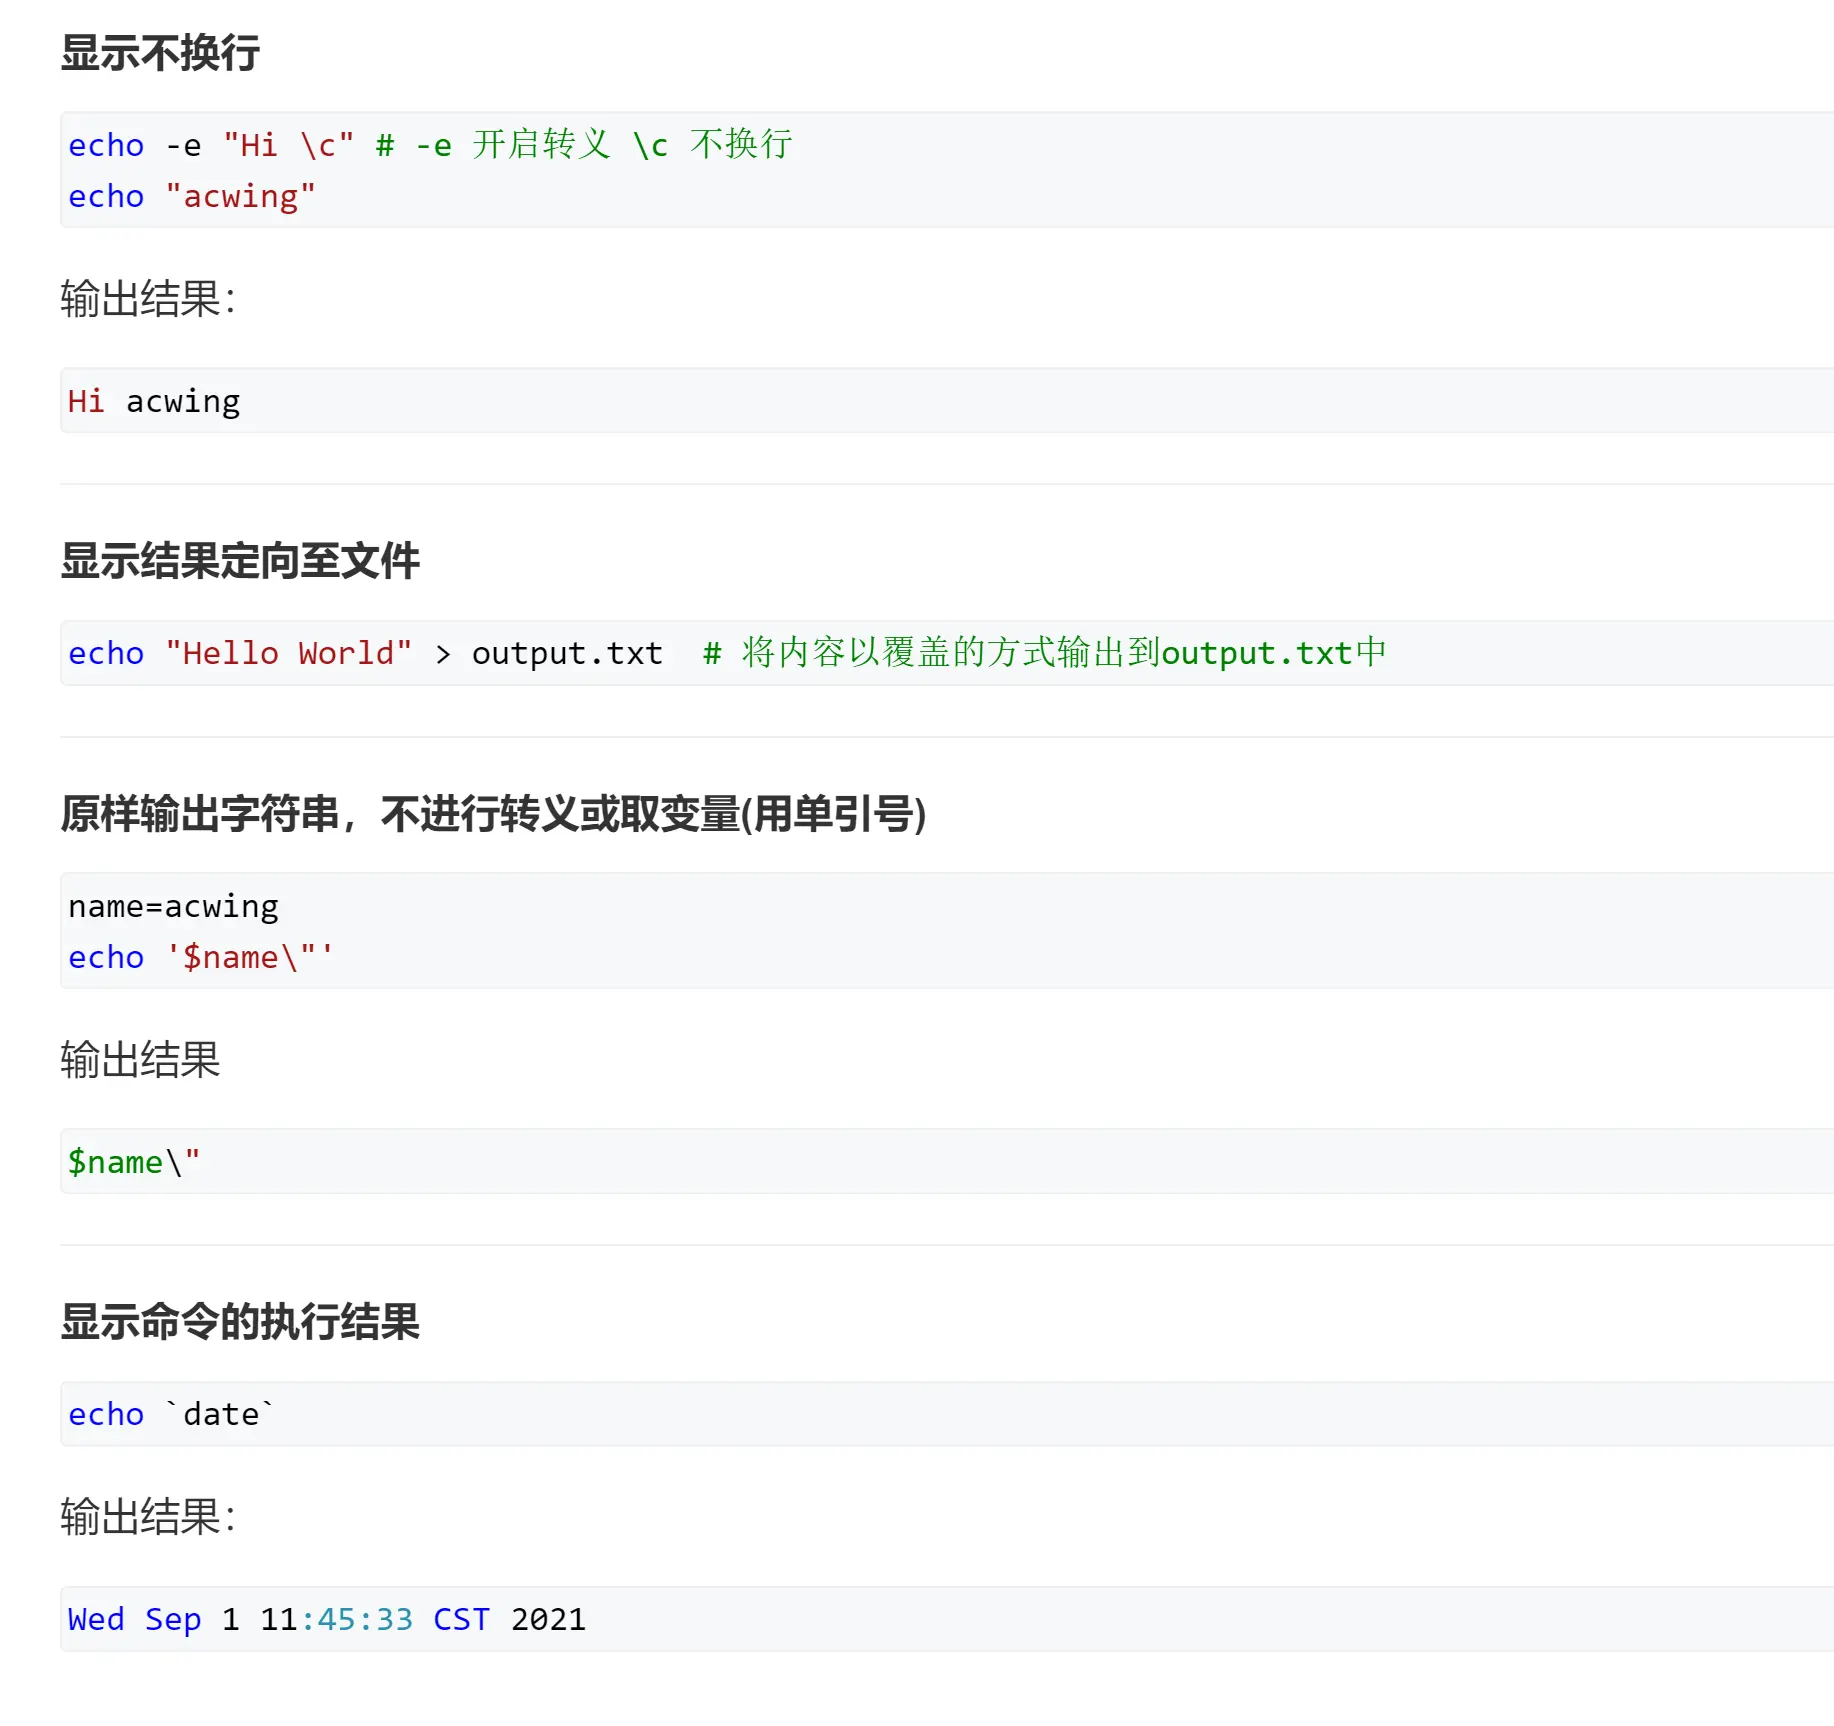 显示不换行
echo -e "Hi \c" # -e 开启转义 \c 不换行
echo "acwing"
输出结果：
Hi acwing
显示结果定向至文件
echo "Hello World" > output.txt  # 将内容以覆盖的方式输出到output.txt中
原样输出字符串，不进行转义或取变量(用单引号)
name=acwing
echo '$name\"'
输出结果
$name\"
显示命令的执行结果
echo `date`
输出结果：
Wed Sep 1 11:45:33 CST 2021